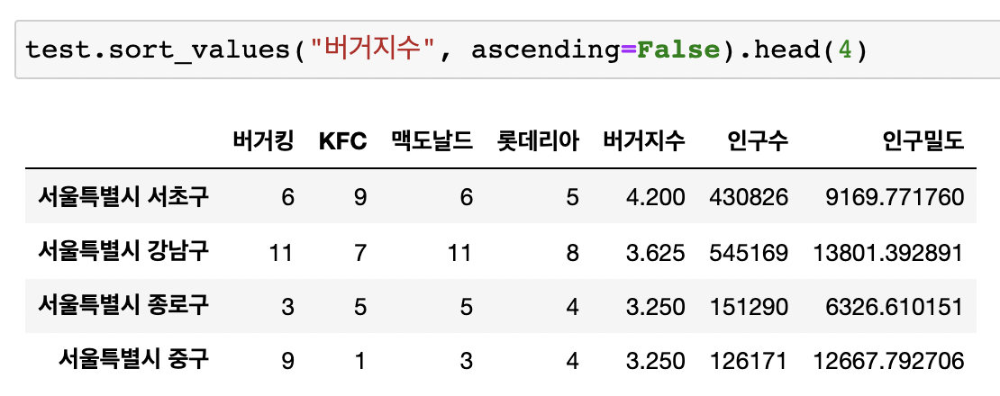 test.sort_values("버거지수", ascending=False).head(4)
버거킹 KFC 맥도날드 롯데리아 버거지수 인구수 인구밀도
서울특별시 서초구 6 9 6 5 4.200 430826 9169.771760
서울특별시 강남구 11 7 11 8 3.625 545169 13801.392891
서울특별시 종로구 3 5 5 4 3.250 151290 6326.610151
서울특별시 중구 9 1 3 4 3.250 126171 12667.792706